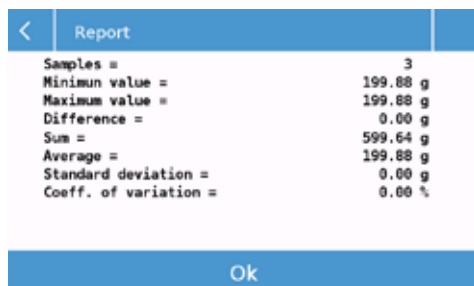 Report
Samples = 3
Minimun value = 199.88 g
Maximum value = 199.88 g
Difference = 0.00 g
Sum = 599.64 g
Average = 199.88 g
Standard deviation = 0.00 g
Coeff. of variation = 0.00 %
Ok